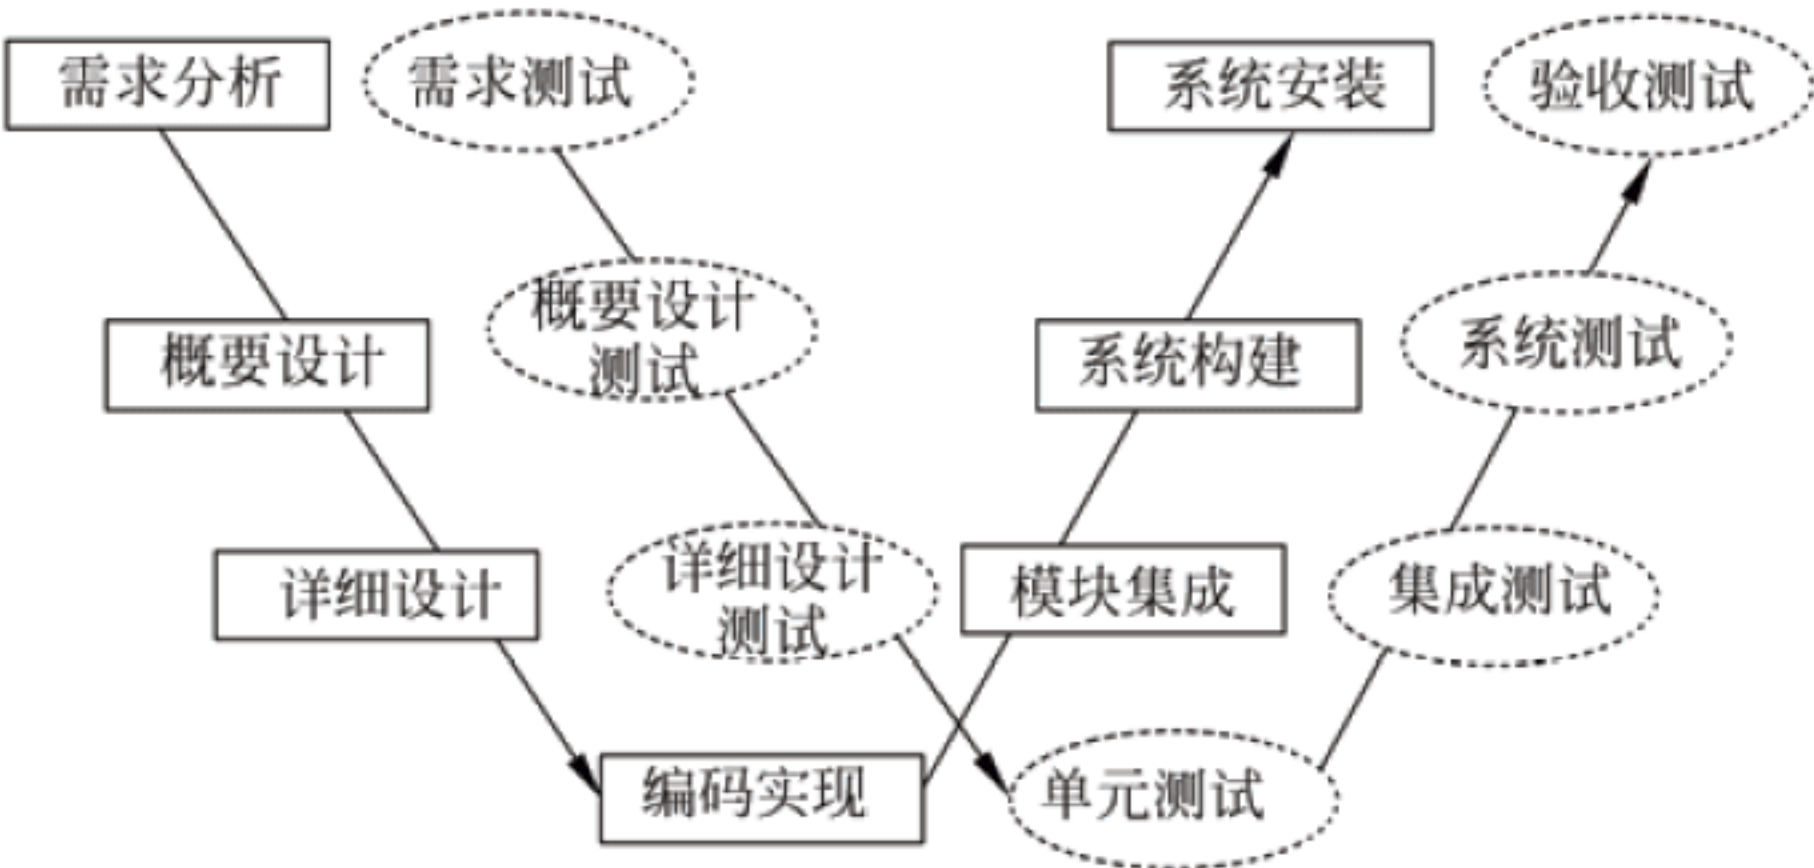 需求分析
需求测试
系统安装
验收测试
概要设计
测试
概要设计
系统构建
系统测试
详细设计
测试
详细设计
模块集成
集成测试
编码实现
单元测试